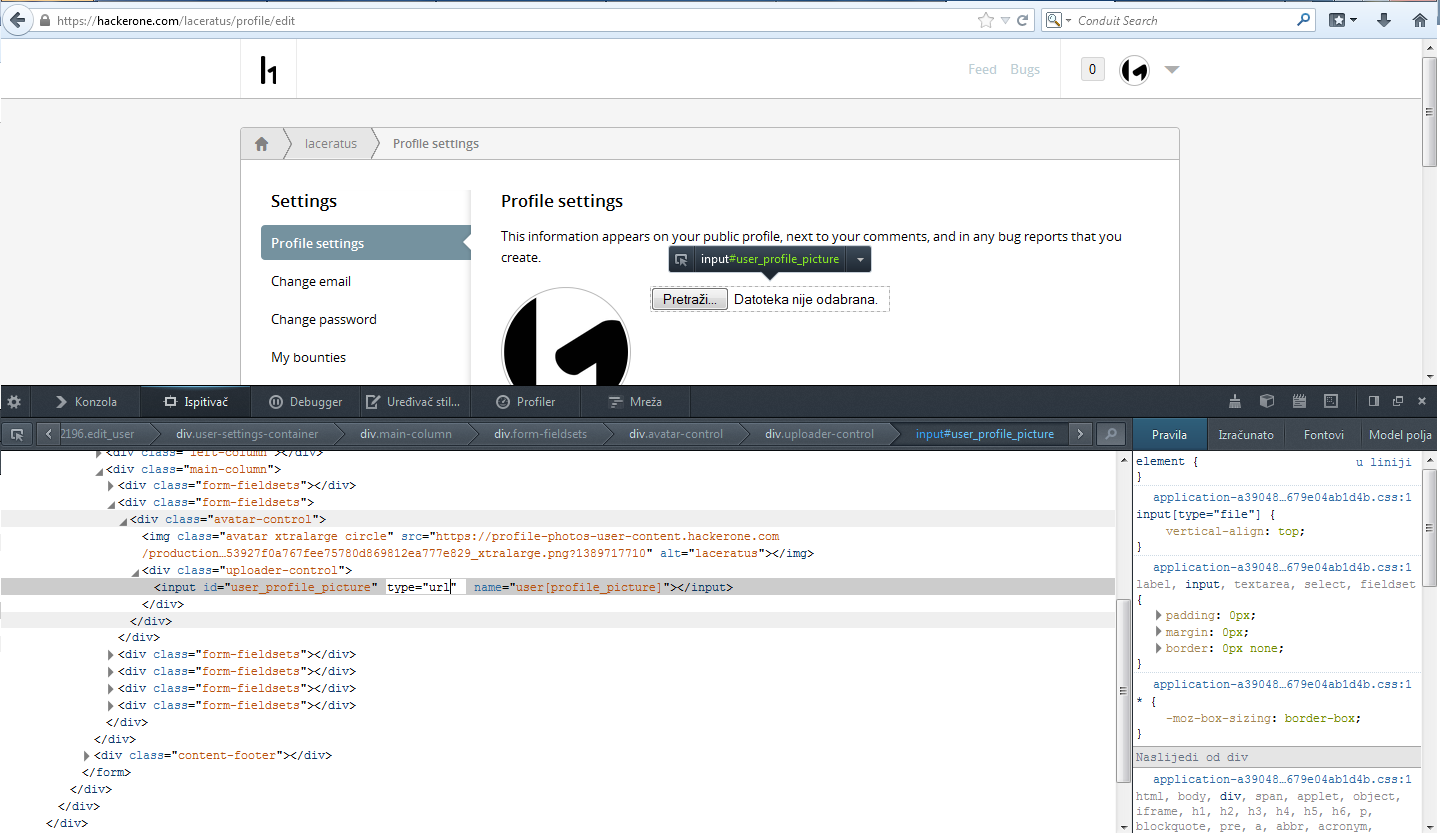 https://hackerone.com/laceratus/profile/edit
Conduit Search
Feed Bugs 0
laceratus Profile settings
Settings
Profile settings
Change email
Change password
My bounties
Profile settings
This information appears on your public profile, next to your comments, and in any bug reports that you
create.
input#user_profile_picture
Pretraži... Datoteka nije odabrana.
Konzola Ispitivač Debugger Uređivač stil... Profiler Mreža
2196.edit_user div.user-settings-container div.main-column div.form-fieldsets div.avatar-control div.uploader-control input#user_profile_picture
Pravila Izračunato Fontovi Model polja
<div class="left-column"></div>
<div class="main-column">
<div class="form-fieldsets"></div>
<div class="form-fieldsets">
<div class="avatar-control">
<img class="avatar xtralarge circle" src="https://profile-photos-user-content.hackerone.com
/production…53927f0a767fee75780d869812ea777e829_xtralarge.png?1389717710" alt="laceratus"></img>
<div class="uploader-control">
<input id="user_profile_picture" type="url" name="user[profile_picture]"></input>
</div>
</div>
</div>
<div class="form-fieldsets"></div>
<div class="form-fieldsets"></div>
<div class="form-fieldsets"></div>
<div class="form-fieldsets"></div>
</div>
</div>
<div class="content-footer"></div>
</form>
</div>
</div>
</div>
element { u liniji
}
application-a39048…679e04ab1d4b.css:1
input[type="file"] {
vertical-align: top;
}
application-a39048…679e04ab1d4b.css:1
label, input, textarea, select, fieldset
{
padding: 0px;
margin: 0px;
border: 0px none;
}
application-a39048…679e04ab1d4b.css:1
* {
-moz-box-sizing: border-box;
}
Naslijedi od div
application-a39048…679e04ab1d4b.css:1
html, body, div, span, applet, object,
iframe, h1, h2, h3, h4, h5, h6, p,
blockquote, pre, a, abbr, acronym,